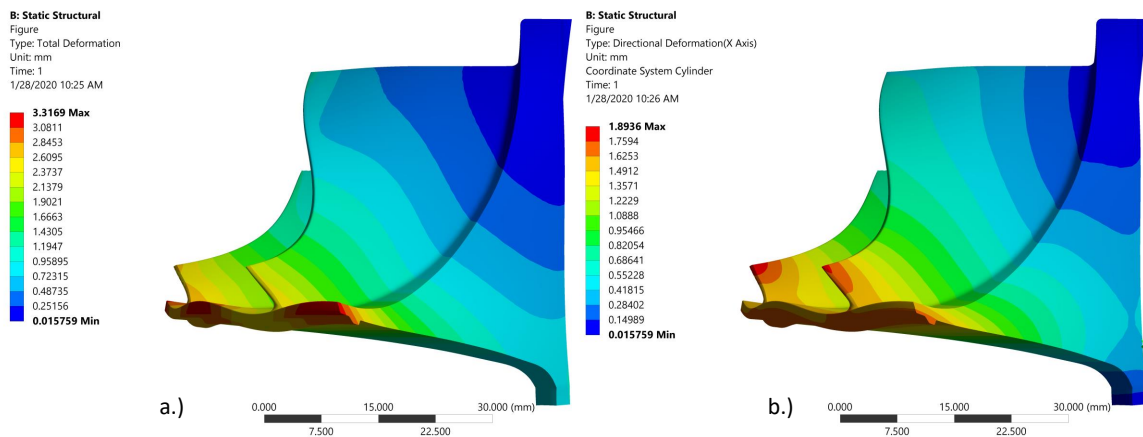 B: Static Structural
Figure
Type: Total Deformation
Unit: mm
Time: 1
1/28/2020 10:25 AM
3.3169 Max
3.0811
2.8453
2.6095
2.3737
2.1379
1.9021
1.6663
1.4305
1.1947
0.95895
0.72315
0.48735
0.25156
0.015759 Min
a.)
0.000
15.000
30.000 (mm)
7.500
22.500
B: Static Structural
Figure
Type: Directional Deformation(X Axis)
Unit: mm
Coordinate System Cylinder
Time: 1
1/28/2020 10:26 AM
1.8936 Max
1.7594
1.6253
1.4912
1.3571
1.2229
1.0888
0.95466
0.82054
0.68641
0.55228
0.41815
0.28402
0.14989
0.015759 Min
b.)
0.000
15.000
30.000 (mm)
7.500
22.500